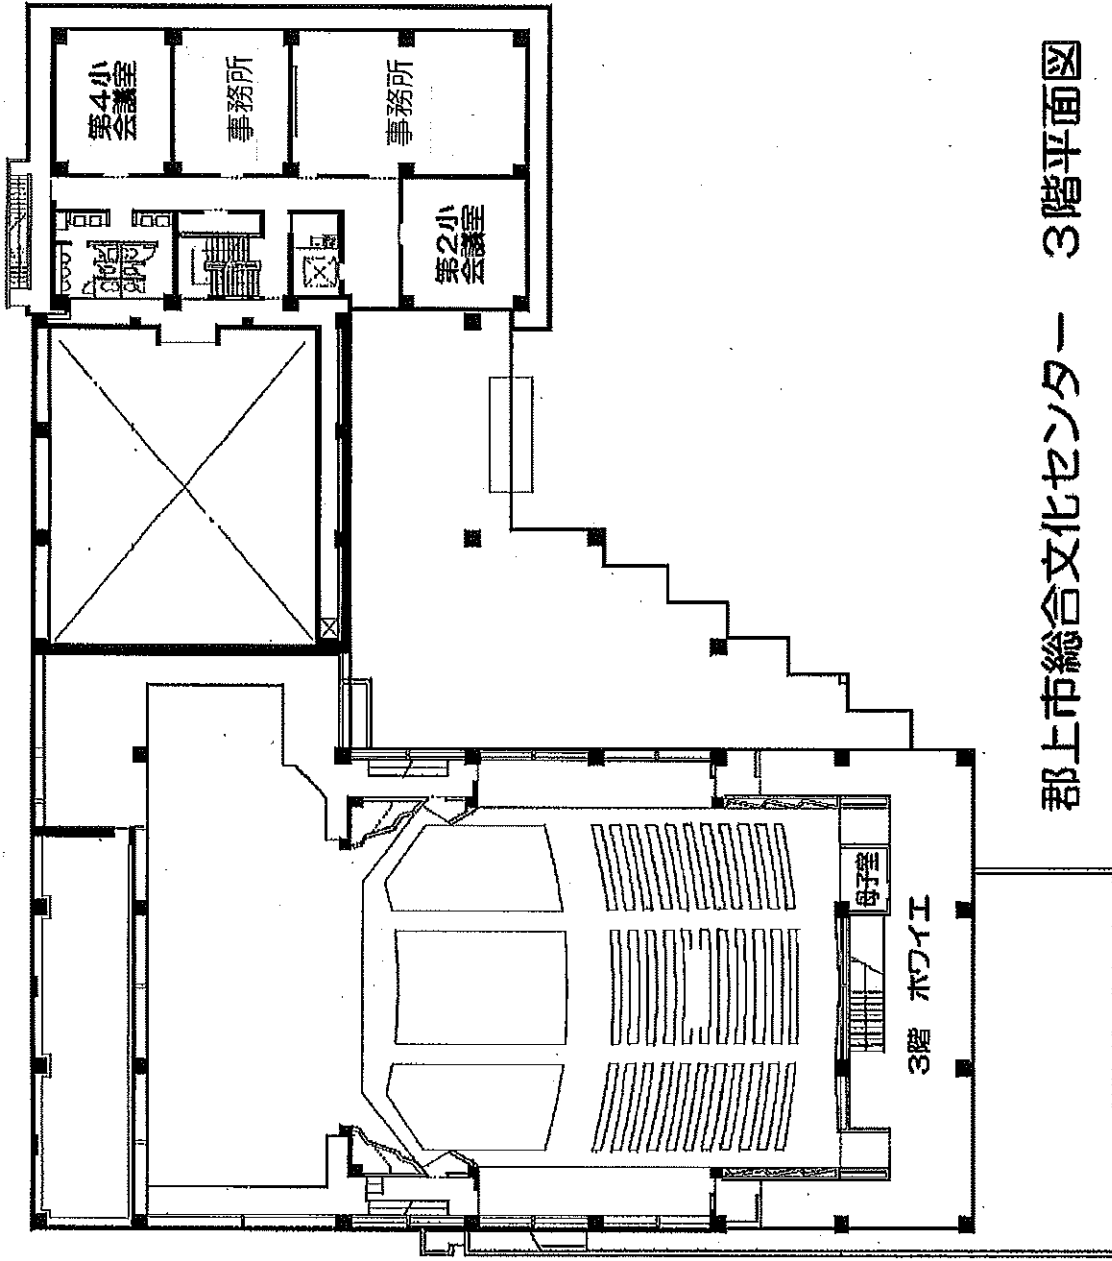 郡上市総合文化センター 3階平面図
第4小
会議室
事務所
事務所
第2小
会議室
母子室
3階 ホワイエ